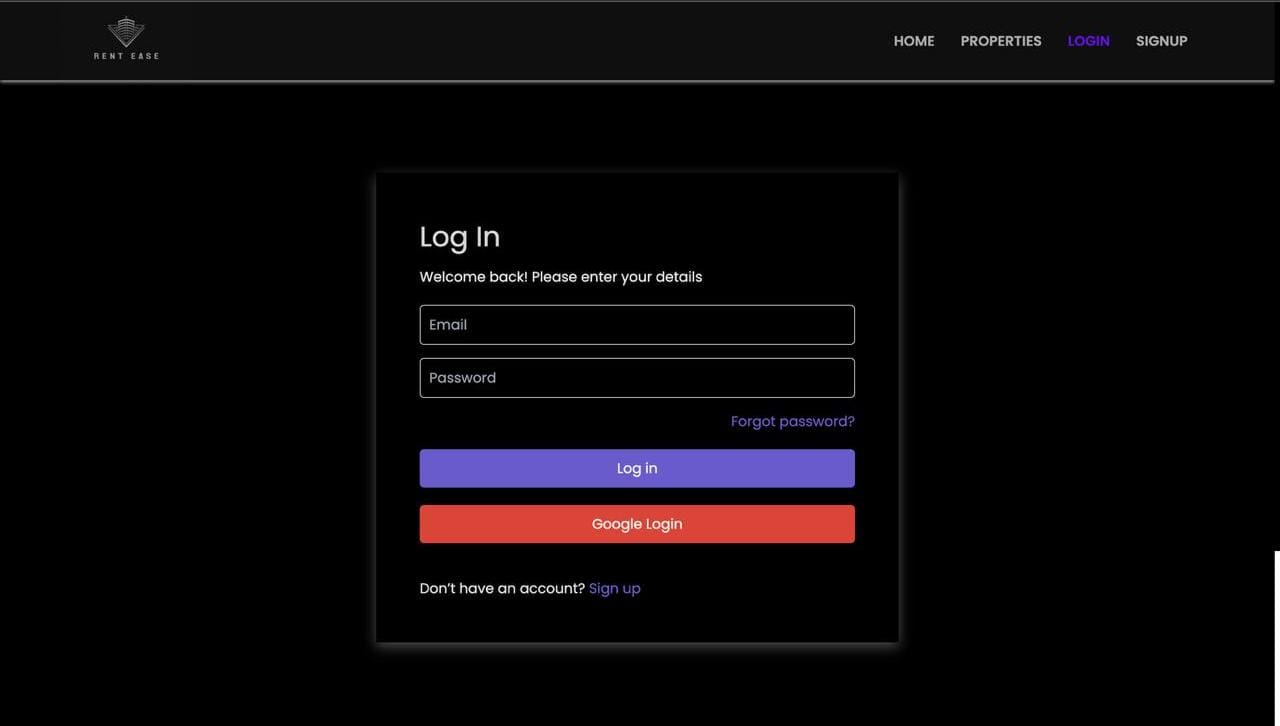 RENT EASE
HOME PROPERTIES LOGIN SIGNUP
Log In
Welcome back! Please enter your details
Email
Password
Forgot password?
Log in
Google Login
Don't have an account? Sign up